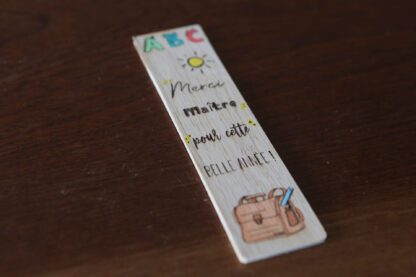 ABC
Merci
maître
pour cette
BELLE ANNÉE !